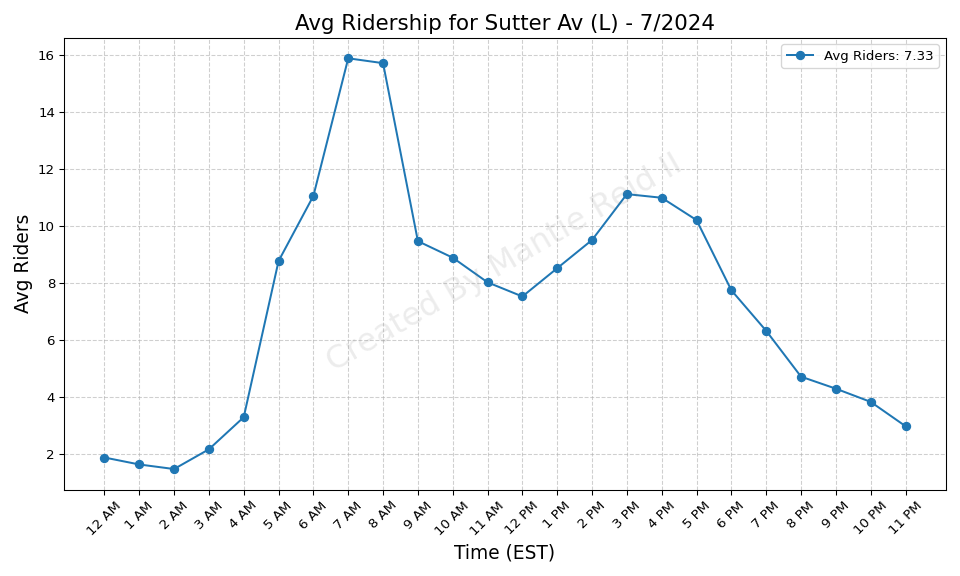 Avg Ridership for Sutter Av (L) - 7/2024
Avg Riders: 7.33
16
14
12
10
8
6
4
2
Avg Riders
Created By Mantie Reid II
12 AM
1 AM
2 AM
3 AM
4 AM
5 AM
6 AM
7 AM
8 AM
9 AM
10 AM
11 AM
12 PM
1 PM
2 PM
3 PM
4 PM
5 PM
6 PM
7 PM
8 PM
9 PM
10 PM
11 PM
Time (EST)